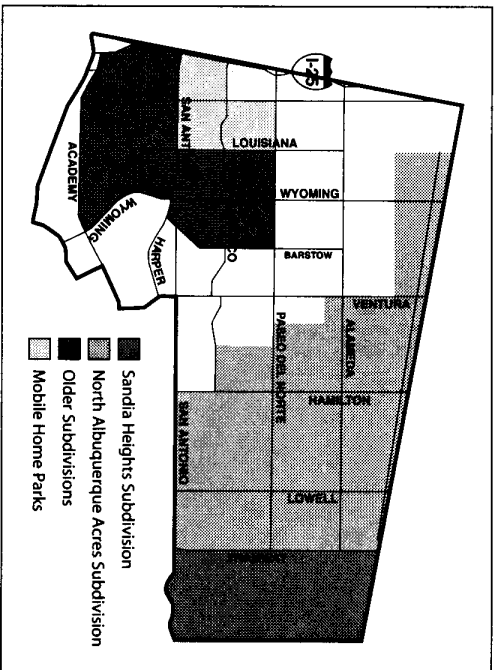 I-25
SAN ANT
LOUISIANA
WYOMING
BARSTOW
ACADEMY
WYOMING
HARPER
CO
VENTURA
ALAMEDA
PASEO DEL NORTE
HAMILTON
SAN ANTONIO
LOWELL
Sandia Heights Subdivision
North Albuquerque Acres Subdivision
Older Subdivisions
Mobile Home Parks